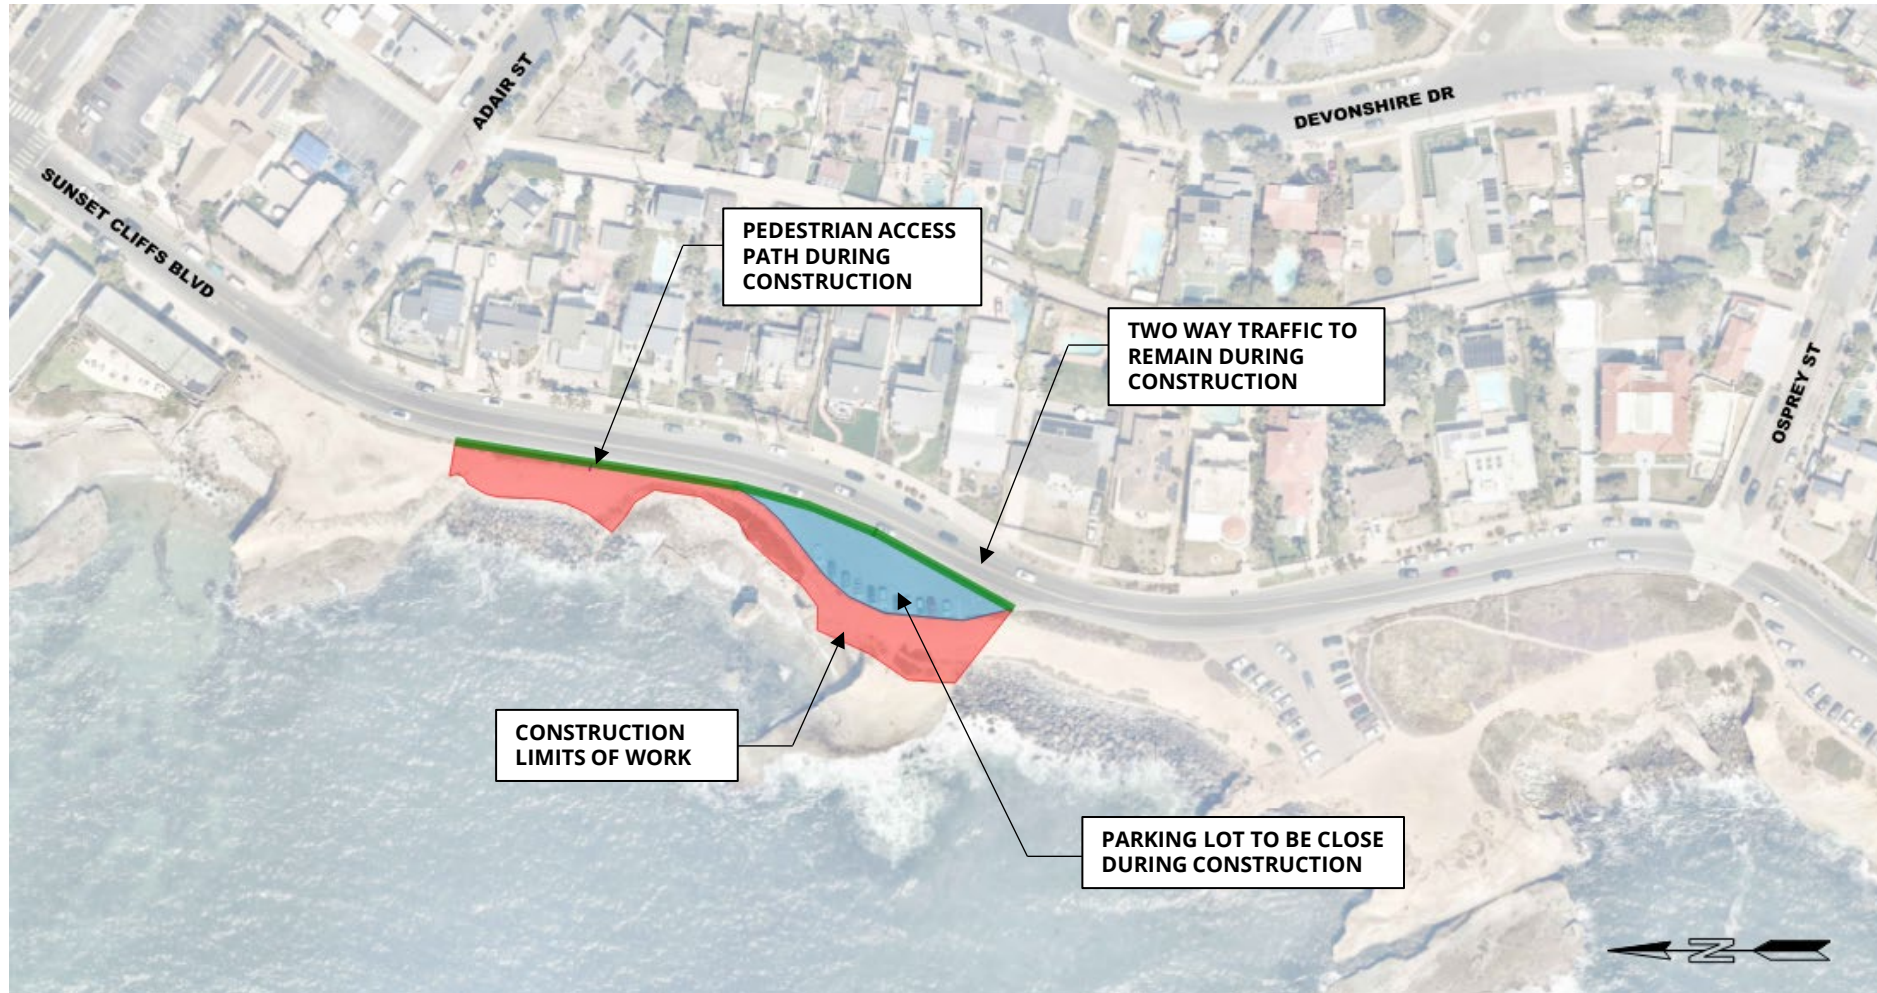 ADAIR ST
DEVONSHIRE DR
SUNSET CLIFFS BLVD
PEDESTRIAN ACCESS
PATH DURING
CONSTRUCTION
TWO WAY TRAFFIC TO
REMAIN DURING
CONSTRUCTION
OSPREY ST
CONSTRUCTION
LIMITS OF WORK
PARKING LOT TO BE CLOSE
DURING CONSTRUCTION
N